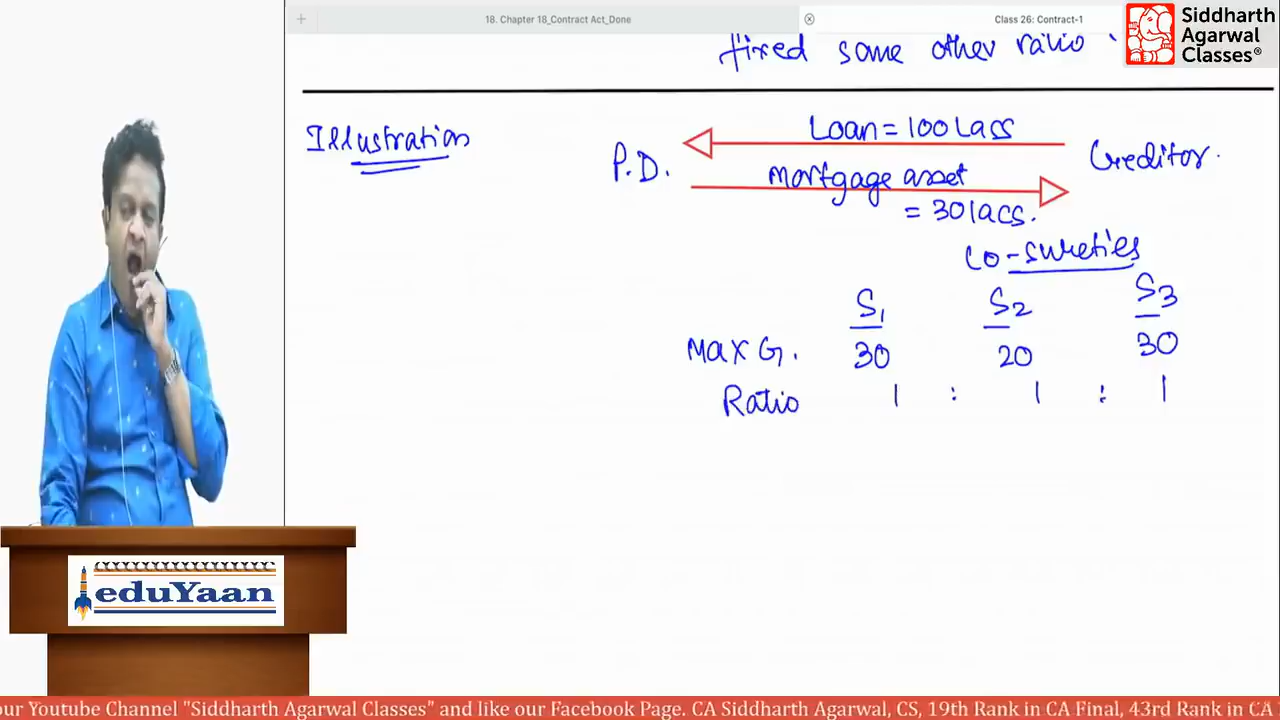 18. Chapter 18_Contract Act_Done
Class 26: Contract-1
Siddharth
Agarwal
Classes®
fixed some other ratio
Illustration
Loan = 100 Lacs
P.D.
Creditor.
mortgage asset
= 30 lacs.
Co-sureties
S1 S2 S3
Max G. 30 20 30
Ratio 1 : 1 : 1
eduYaan
our Youtube Channel "Siddharth Agarwal Classes" and like our Facebook Page. CA Siddharth Agarwal, CS, 19th Rank in CA Final, 43rd Rank in CA